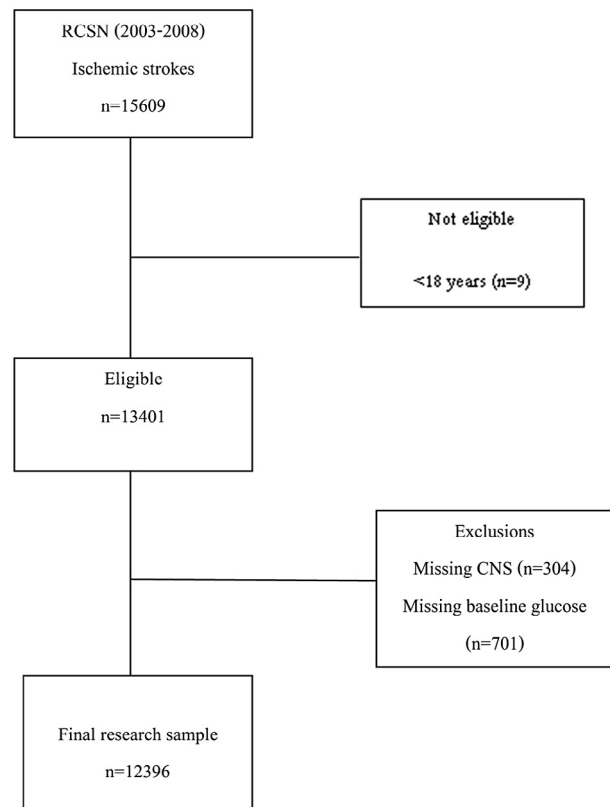 RCSN (2003-2008)
Ischemic strokes
n=15609
Not eligible
<18 years (n=9)
Eligible
n=13401
Exclusions
Missing CNS (n=304)
Missing baseline glucose
(n=701)
Final research sample
n=12396